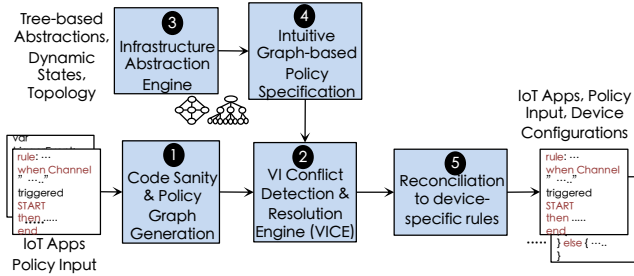 Tree-based
Abstractions,
Dynamic
States,
Topology
3
Infrastructure
Abstraction
Engine
4
Intuitive
Graph-based
Policy
Specification
var
rule: ...
when Channel
" ….."
triggered
START
then .....
.....
end
IoT Apps
Policy Input
1
Code Sanity
& Policy
Graph
Generation
2
VI Conflict
Detection &
Resolution
Engine (VICE)
5
Reconciliation
to device-
specific rules
IoT Apps, Policy
Input, Device
Configurations
rule: ...
when Channel
" ….."
triggered
START
then .....
end
..... } else { .....
}